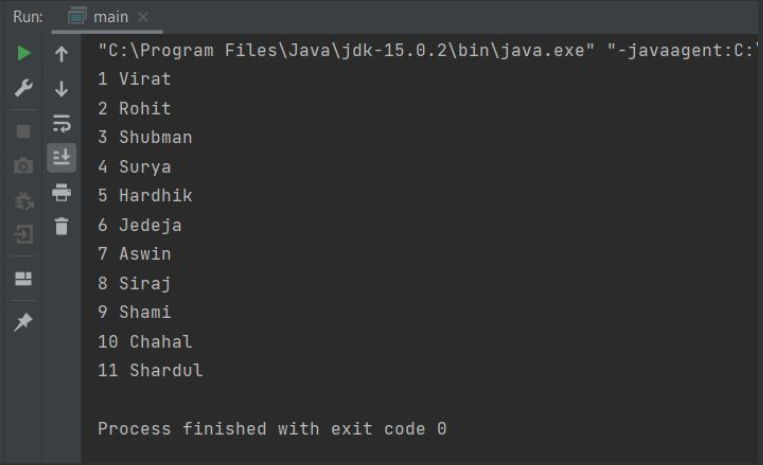 Run: main
"C:\Program Files\Java\jdk-15.0.2\bin\java.exe" "-javaagent:C:\
1 Virat
2 Rohit
3 Shubman
4 Surya
5 Hardhik
6 Jedeja
7 Aswin
8 Siraj
9 Shami
10 Chahal
11 Shardul
Process finished with exit code 0